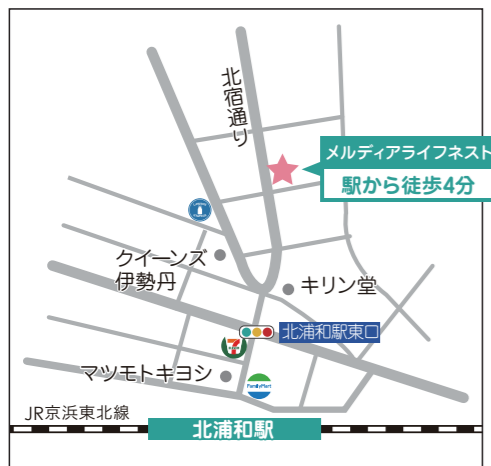 北宿通り
メルディアライフネスト
駅から徒歩4分
クイーンズ
伊勢丹
キリン堂
北浦和駅東口
マツモトキヨシ
FamilyMart
JR京浜東北線
北浦和駅